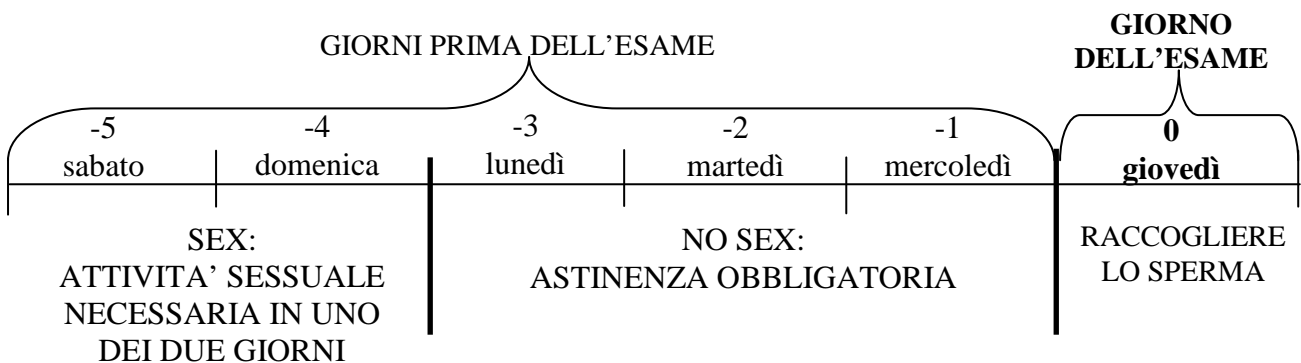 GIORNI PRIMA DELL’ESAME
GIORNO
DELL’ESAME
-5 -4 -3 -2 -1 0
sabato domenica lunedì martedì mercoledì giovedì
SEX:
ATTIVITA’ SESSUALE
NECESSARIA IN UNO
DEI DUE GIORNI
NO SEX:
ASTINENZA OBBLIGATORIA
RACCOGLIERE
LO SPERMA